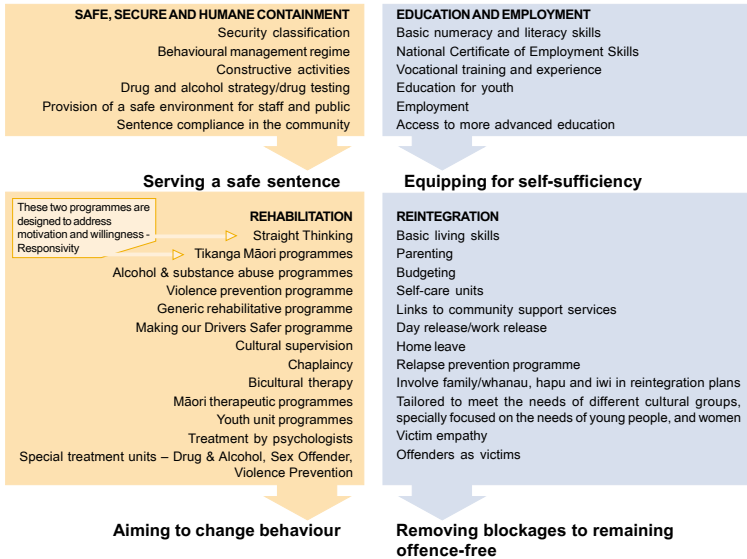 SAFE, SECURE AND HUMANE CONTAINMENT
Security classification
Behavioural management regime
Constructive activities
Drug and alcohol strategy/drug testing
Provision of a safe environment for staff and public
Sentence compliance in the community
Serving a safe sentence
EDUCATION AND EMPLOYMENT
Basic numeracy and literacy skills
National Certificate of Employment Skills
Vocational training and experience
Education for youth
Employment
Access to more advanced education
Equipping for self-sufficiency
These two programmes are
designed to address
motivation and willingness -
Responsivity
REHABILITATION
Straight Thinking
Tikanga Māori programmes
Alcohol & substance abuse programmes
Violence prevention programme
Generic rehabilitative programme
Making our Drivers Safer programme
Cultural supervision
Chaplaincy
Bicultural therapy
Māori therapeutic programmes
Youth unit programmes
Treatment by psychologists
Special treatment units – Drug & Alcohol, Sex Offender,
Violence Prevention
Aiming to change behaviour
REINTEGRATION
Basic living skills
Parenting
Budgeting
Self-care units
Links to community support services
Day release/work release
Home leave
Relapse prevention programme
Involve family/whanau, hapu and iwi in reintegration plans
Tailored to meet the needs of different cultural groups,
specially focused on the needs of young people, and women
Victim empathy
Offenders as victims
Removing blockages to remaining
offence-free